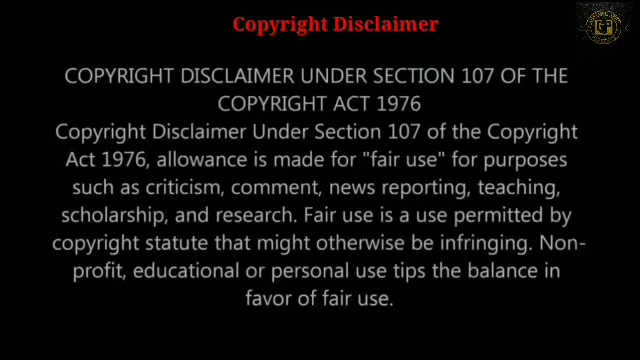 Copyright Disclaimer
COPYRIGHT DISCLAIMER UNDER SECTION 107 OF THE
COPYRIGHT ACT 1976
Copyright Disclaimer Under Section 107 of the Copyright
Act 1976, allowance is made for "fair use" for purposes
such as criticism, comment, news reporting, teaching,
scholarship, and research. Fair use is a use permitted by
copyright statute that might otherwise be infringing. Non-
profit, educational or personal use tips the balance in
favor of fair use.